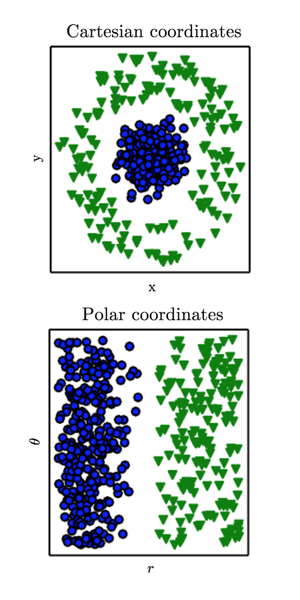 Cartesian coordinates
y
x
Polar coordinates
θ
r